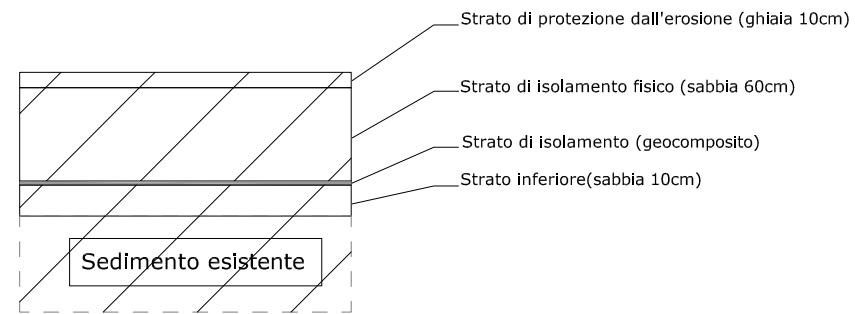 Strato di protezione dall'erosione (ghiaia 10cm)
Strato di isolamento fisico (sabbia 60cm)
Strato di isolamento (geocomposito)
Strato inferiore(sabbia 10cm)
Sedimento esistente